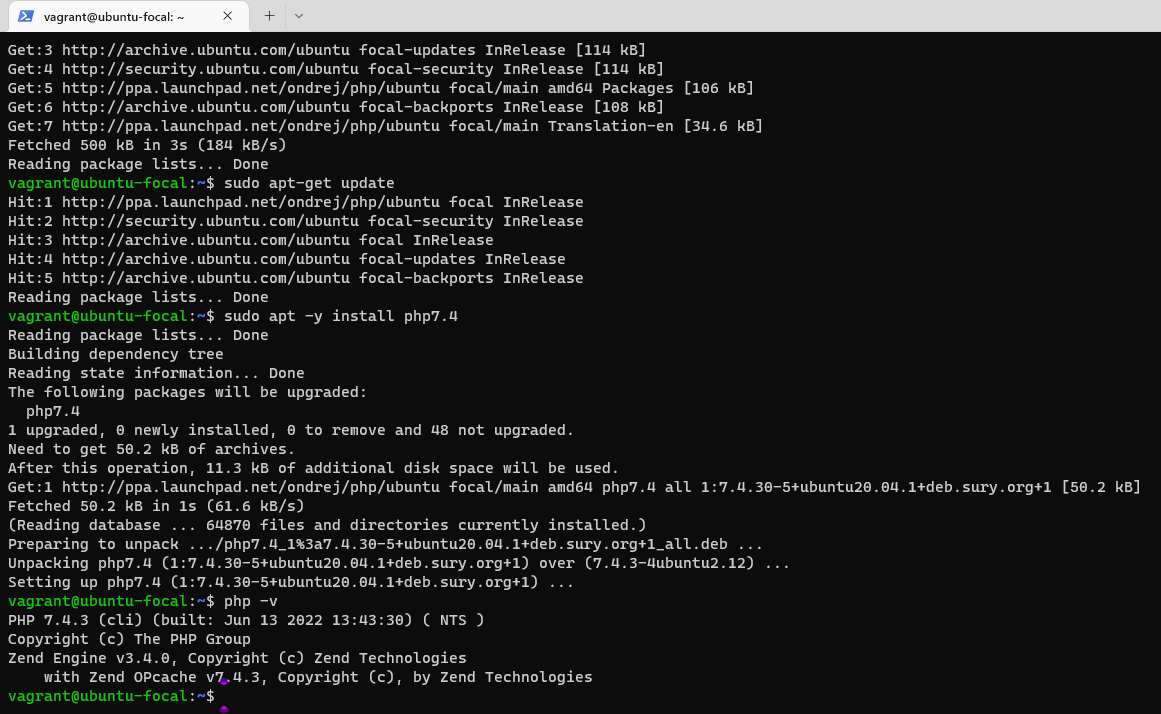 vagrant@ubuntu-focal: ~
Get:3 http://archive.ubuntu.com/ubuntu focal-updates InRelease [114 kB]
Get:4 http://security.ubuntu.com/ubuntu focal-security InRelease [114 kB]
Get:5 http://ppa.launchpad.net/ondrej/php/ubuntu focal/main amd64 Packages [106 kB]
Get:6 http://archive.ubuntu.com/ubuntu focal-backports InRelease [108 kB]
Get:7 http://ppa.launchpad.net/ondrej/php/ubuntu focal/main Translation-en [34.6 kB]
Fetched 500 kB in 3s (184 kB/s)
Reading package lists... Done
vagrant@ubuntu-focal:~$ sudo apt-get update
Hit:1 http://ppa.launchpad.net/ondrej/php/ubuntu focal InRelease
Hit:2 http://security.ubuntu.com/ubuntu focal-security InRelease
Hit:3 http://archive.ubuntu.com/ubuntu focal InRelease
Hit:4 http://archive.ubuntu.com/ubuntu focal-updates InRelease
Hit:5 http://archive.ubuntu.com/ubuntu focal-backports InRelease
Reading package lists... Done
vagrant@ubuntu-focal:~$ sudo apt -y install php7.4
Reading package lists... Done
Building dependency tree
Reading state information... Done
The following packages will be upgraded:
  php7.4
1 upgraded, 0 newly installed, 0 to remove and 48 not upgraded.
Need to get 50.2 kB of archives.
After this operation, 11.3 kB of additional disk space will be used.
Get:1 http://ppa.launchpad.net/ondrej/php/ubuntu focal/main amd64 php7.4 all 1:7.4.30-5+ubuntu20.04.1+deb.sury.org+1 [50.2 kB]
Fetched 50.2 kB in 1s (61.6 kB/s)
(Reading database ... 64870 files and directories currently installed.)
Preparing to unpack .../php7.4_1%3a7.4.30-5+ubuntu20.04.1+deb.sury.org+1_all.deb ...
Unpacking php7.4 (1:7.4.30-5+ubuntu20.04.1+deb.sury.org+1) over (7.4.3-4ubuntu2.12) ...
Setting up php7.4 (1:7.4.30-5+ubuntu20.04.1+deb.sury.org+1) ...
vagrant@ubuntu-focal:~$ php -v
PHP 7.4.3 (cli) (built: Jun 13 2022 13:43:30) ( NTS )
Copyright (c) The PHP Group
Zend Engine v3.4.0, Copyright (c) Zend Technologies
    with Zend OPcache v7.4.3, Copyright (c), by Zend Technologies
vagrant@ubuntu-focal:~$